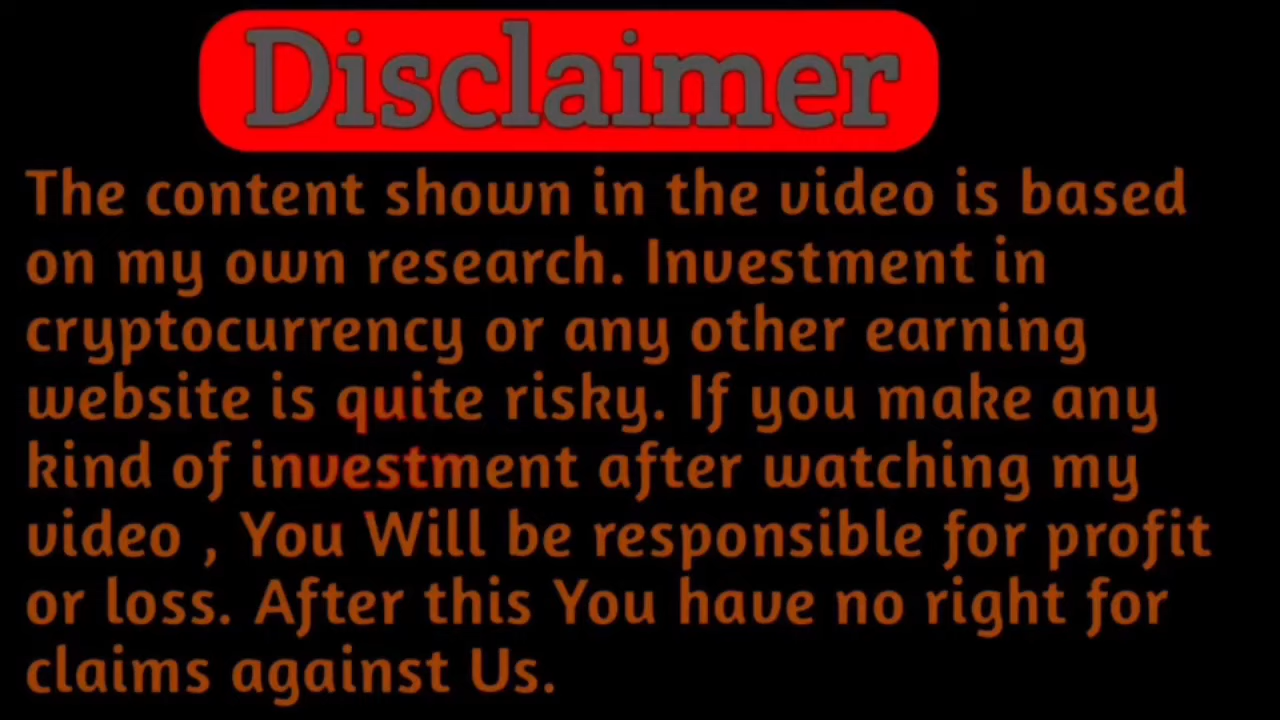 Disclaimer
The content shown in the video is based
on my own research. Investment in
cryptocurrency or any other earning
website is quite risky. If you make any
kind of investment after watching my
video , You Will be responsible for profit
or loss. After this You have no right for
claims against Us.